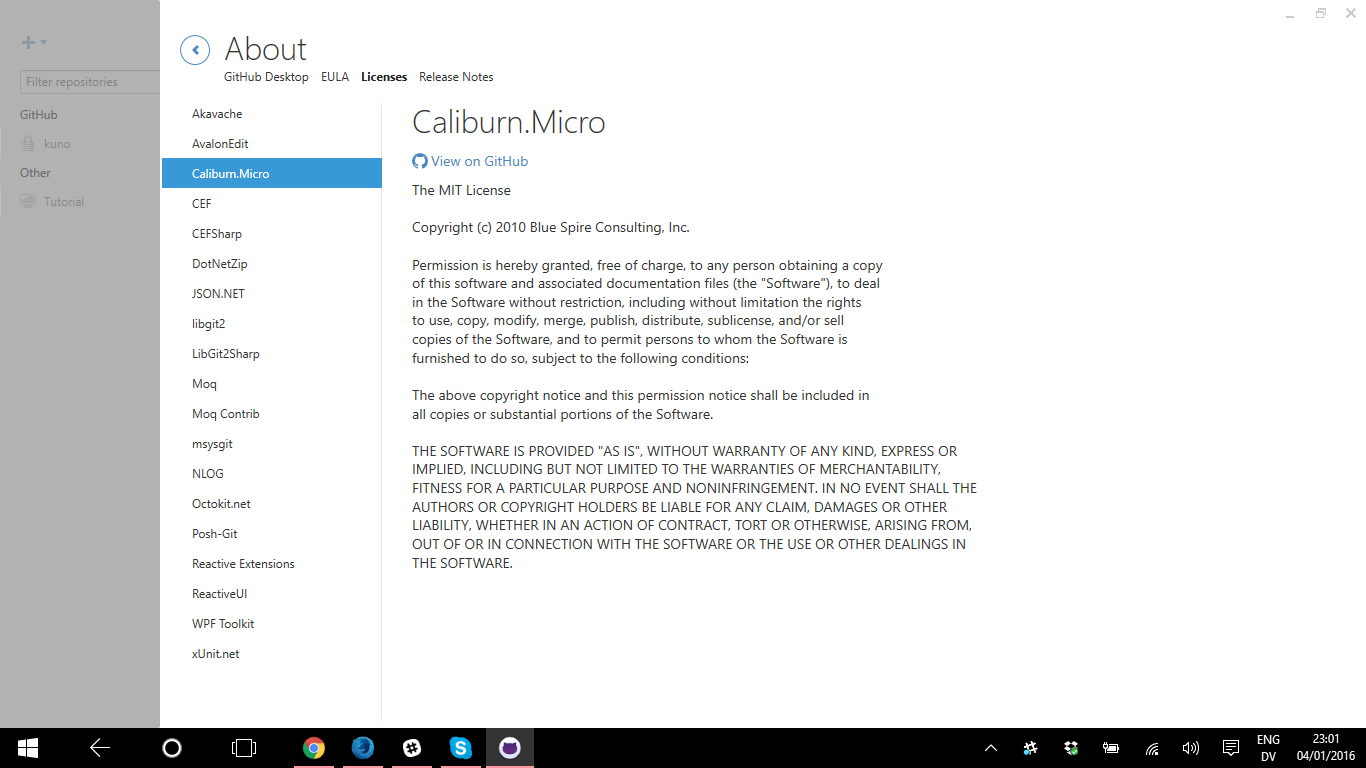 About
GitHub Desktop EULA Licenses Release Notes
Filter repositories
GitHub
kuno
Other
Tutorial
Akavache
AvalonEdit
Caliburn.Micro
CEF
CEFSharp
DotNetZip
JSON.NET
libgit2
LibGit2Sharp
Moq
Moq Contrib
msysgit
NLOG
Octokit.net
Posh-Git
Reactive Extensions
ReactiveUI
WPF Toolkit
xUnit.net
Caliburn.Micro
View on GitHub
The MIT License
Copyright (c) 2010 Blue Spire Consulting, Inc.
Permission is hereby granted, free of charge, to any person obtaining a copy
of this software and associated documentation files (the "Software"), to deal
in the Software without restriction, including without limitation the rights
to use, copy, modify, merge, publish, distribute, sublicense, and/or sell
copies of the Software, and to permit persons to whom the Software is
furnished to do so, subject to the following conditions:
The above copyright notice and this permission notice shall be included in
all copies or substantial portions of the Software.
THE SOFTWARE IS PROVIDED "AS IS", WITHOUT WARRANTY OF ANY KIND, EXPRESS OR
IMPLIED, INCLUDING BUT NOT LIMITED TO THE WARRANTIES OF MERCHANTABILITY,
FITNESS FOR A PARTICULAR PURPOSE AND NONINFRINGEMENT. IN NO EVENT SHALL THE
AUTHORS OR COPYRIGHT HOLDERS BE LIABLE FOR ANY CLAIM, DAMAGES OR OTHER
LIABILITY, WHETHER IN AN ACTION OF CONTRACT, TORT OR OTHERWISE, ARISING FROM,
OUT OF OR IN CONNECTION WITH THE SOFTWARE OR THE USE OR OTHER DEALINGS IN
THE SOFTWARE.
ENG
DV
23:01
04/01/2016